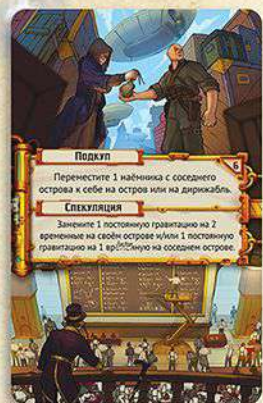 Подкуп
6
Переместите 1 наёмника с соседнего
острова к себе на остров или на дирижабль.
Спекуляция
Замените 1 постоянную гравитацию на 2
временные на своём острове и/или 1 постоянную
гравитацию на 1 временную на соседнем острове.